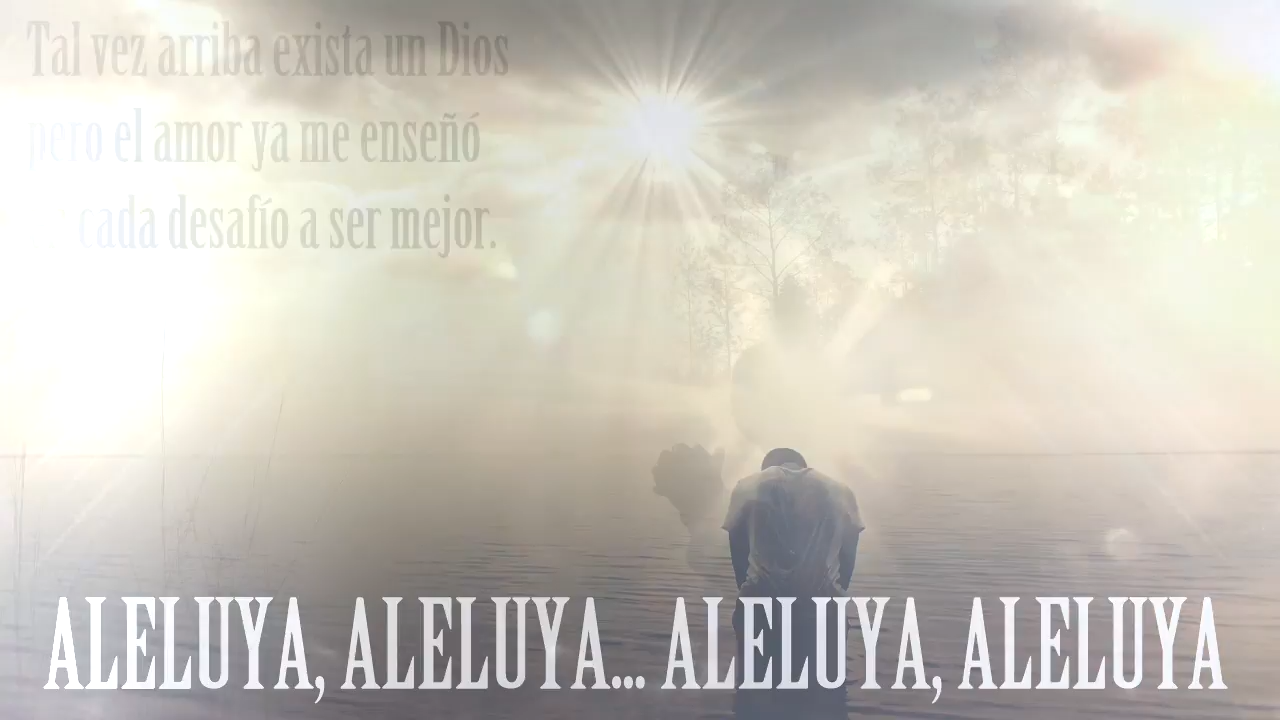 Tal vez arriba exista un Dios
pero el amor ya me enseñó
cada desafío a ser mejor.
ALELUYA, ALELUYA... ALELUYA, ALELUYA